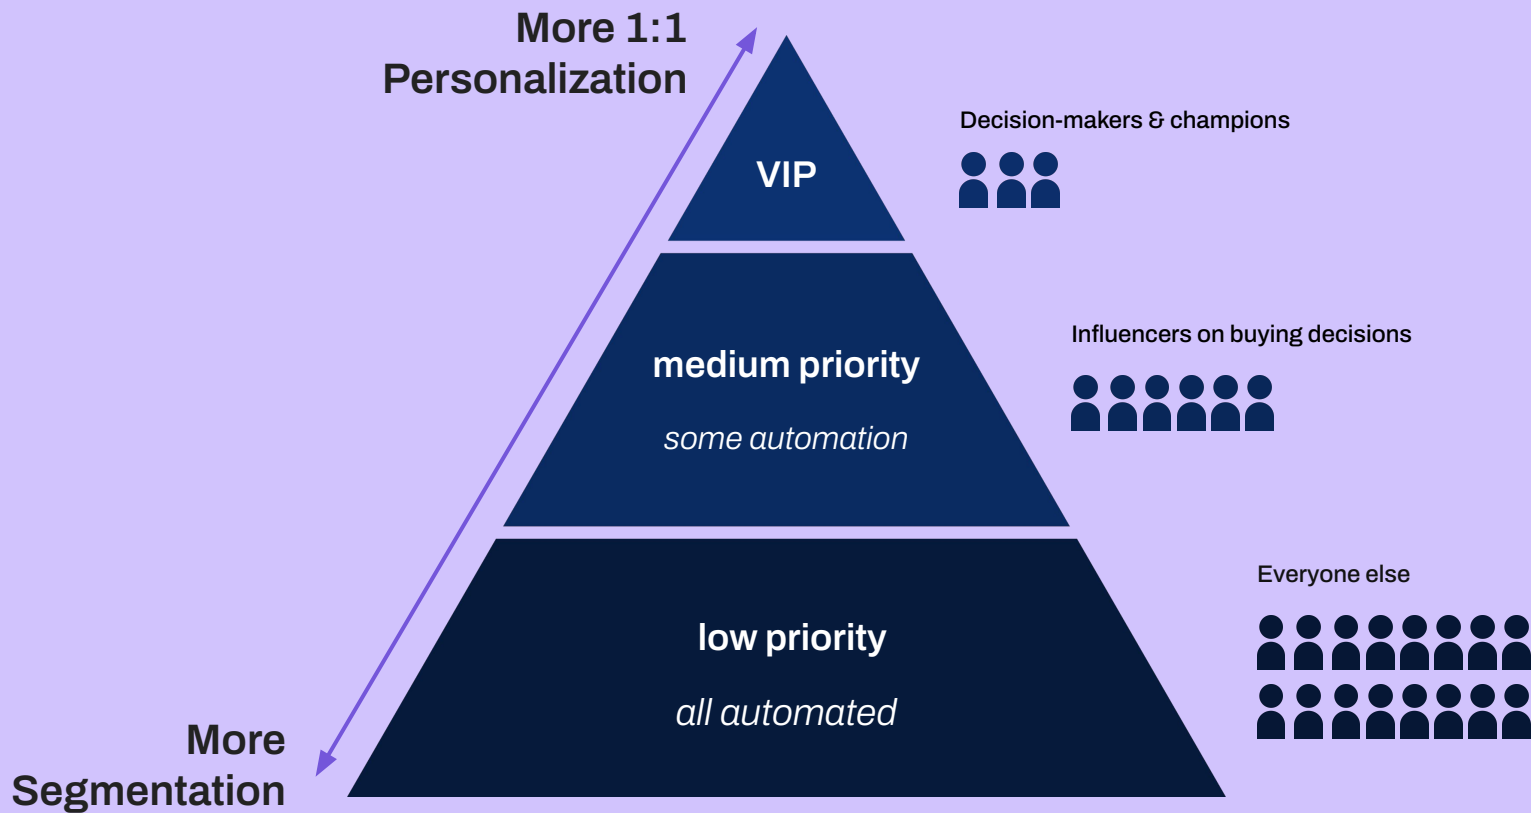 More 1:1
Personalization
VIP
Decision-makers & champions
medium priority
some automation
Influencers on buying decisions
low priority
all automated
Everyone else
More
Segmentation